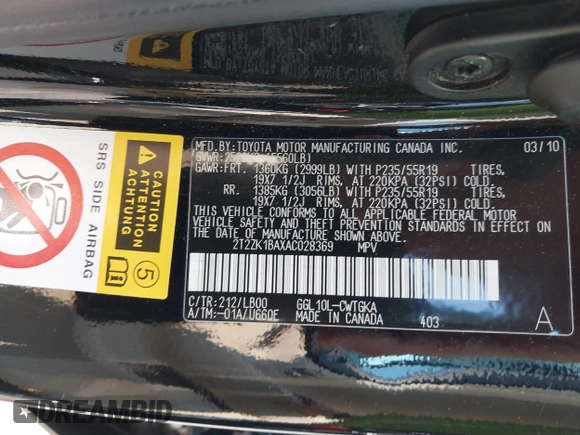 MFD.BY:TOYOTA MOTOR MANUFACTURING CANADA INC. 03/10
GAWR:FRT. 1360KG (2999LB) WITH P235/55R19 TIRES,
19X7 1/2J RIMS, AT 220KPA (32PSI) COLD
RR. 1385KG (3056LB) WITH P235/55R19 TIRES,
19X7 1/2J RIMS, AT 220KPA (32PSI) COLD.
THIS VEHICLE CONFORMS TO ALL APPLICABLE FEDERAL MOTOR
VEHICLE SAFETY AND THEFT PREVENTION STANDARDS IN EFFECT
ON THE DATE OF MANUFACTURE SHOWN ABOVE.
2T2ZK1BAXAC028369 MPV
C/TR:212/LB00 GGL10L-CWTGKA
A/TM:-01A/U660E MADE IN CANADA 403 A
SRS SIDE AIRBAG
5
DREAMBID